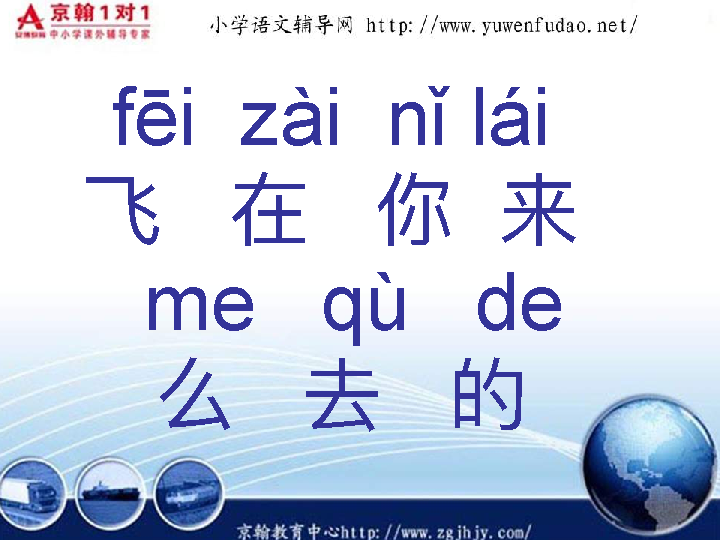 京翰1对1
京翰教育 中小学课外辅导专家
小学语文辅导网 http://www.yuwenfudao.net/
fēi zài nǐ lái
飞 在 你 来
me qù de
么 去 的
京翰教育中心http://www.zgjhjy.com/